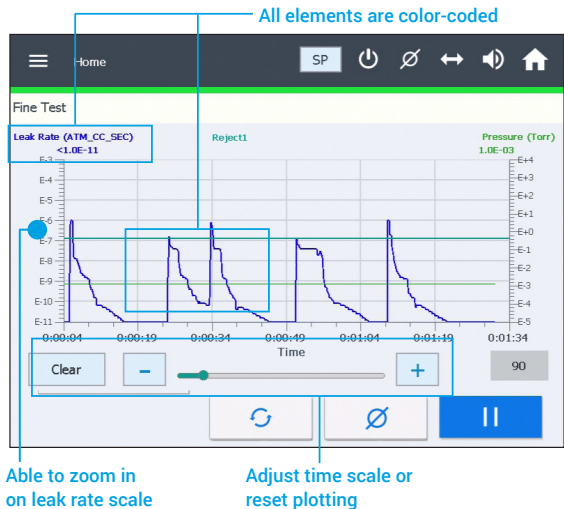 All elements are color-coded
Home
SP
Fine Test
Leak Rate (ATM_CC_SEC)
<1.0E-11
Reject1
Pressure (Torr)
1.0E-03
E-3
E-4
E-5
E-6
E-7
E-8
E-9
E-10
E-11
E+4
E+3
E+2
E+1
E+0
E-1
E-2
E-3
E-4
E-5
0:00:04 0:00:19 0:00:34 0:00:49 0:01:04 0:01:19 0:01:34
Time
Clear
-
+
90
Able to zoom in
on leak rate scale
Adjust time scale or
reset plotting